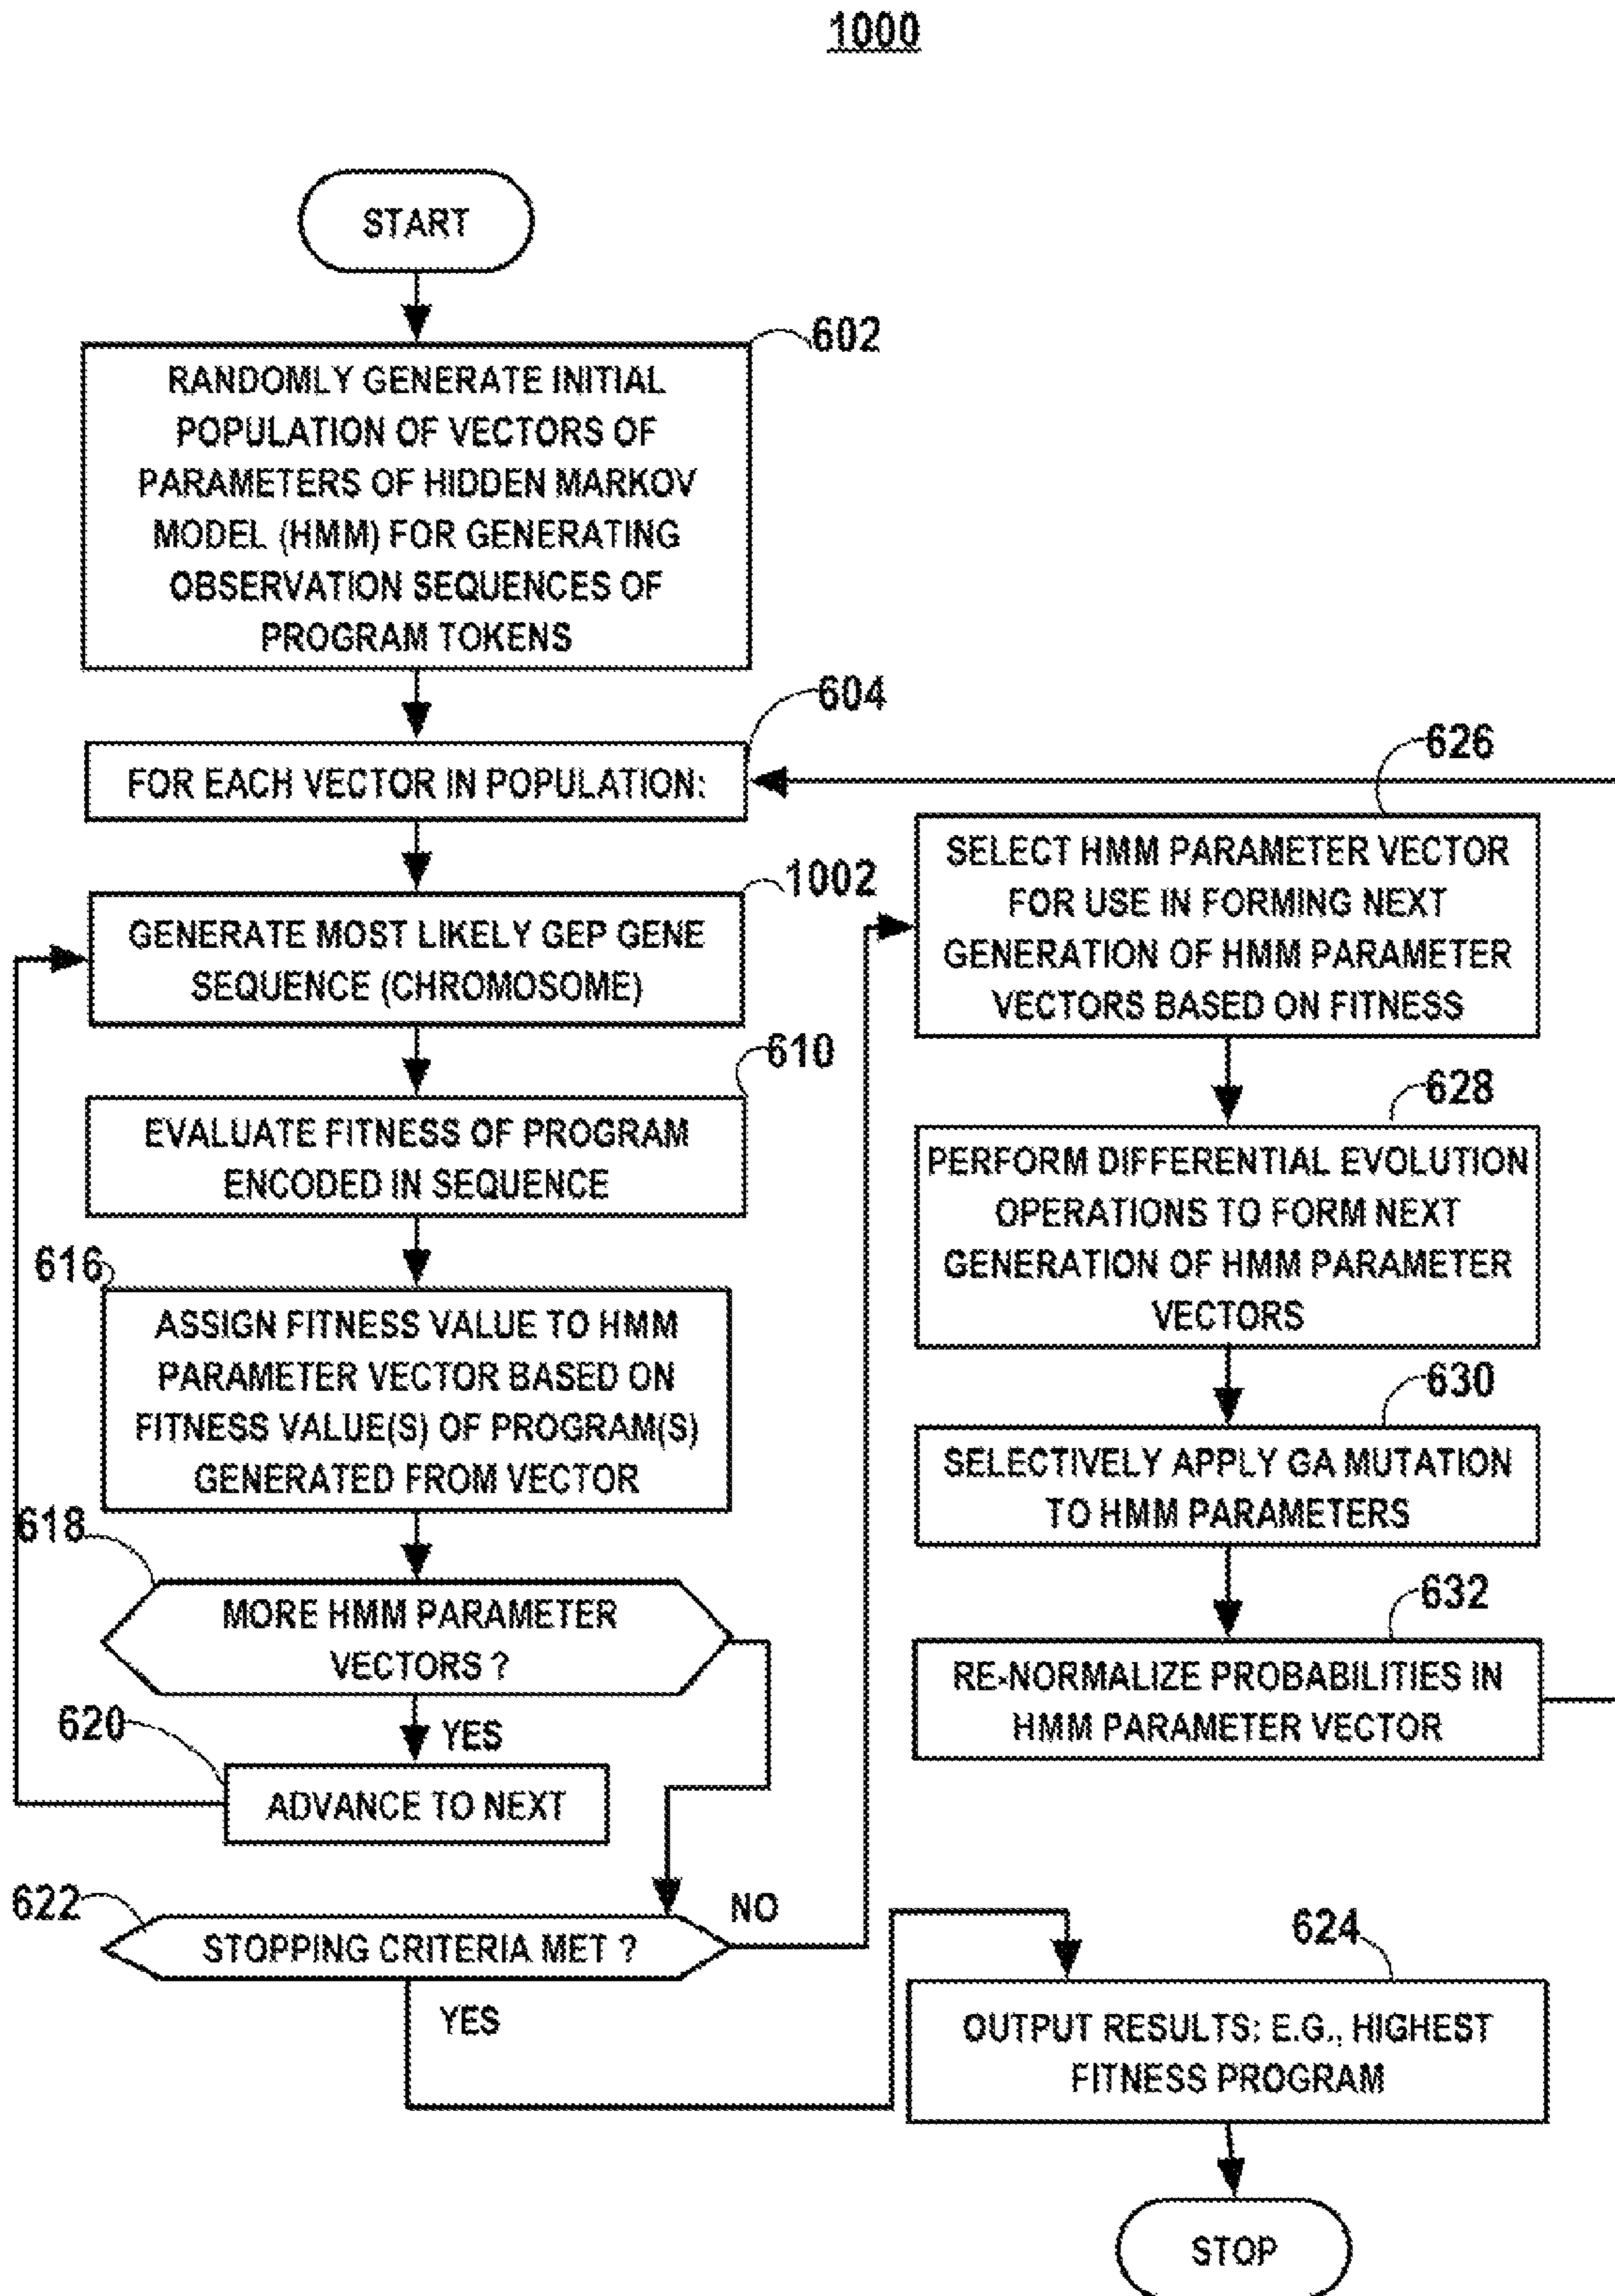 1000
START
602
RANDOMLY GENERATE INITIAL
POPULATION OF VECTORS OF
PARAMETERS OF HIDDEN MARKOV
MODEL (HMM) FOR GENERATING
OBSERVATION SEQUENCES OF
PROGRAM TOKENS
604
FOR EACH VECTOR IN POPULATION:
1002
GENERATE MOST LIKELY GEP GENE
SEQUENCE (CHROMOSOME)
610
EVALUATE FITNESS OF PROGRAM
ENCODED IN SEQUENCE
616
ASSIGN FITNESS VALUE TO HMM
PARAMETER VECTOR BASED ON
FITNESS VALUE(S) OF PROGRAM(S)
GENERATED FROM VECTOR
618
MORE HMM PARAMETER
VECTORS ?
YES
620
ADVANCE TO NEXT
622
STOPPING CRITERIA MET ?
NO
YES
626
SELECT HMM PARAMETER VECTOR
FOR USE IN FORMING NEXT
GENERATION OF HMM PARAMETER
VECTORS BASED ON FITNESS
628
PERFORM DIFFERENTIAL EVOLUTION
OPERATIONS TO FORM NEXT
GENERATION OF HMM PARAMETER
VECTORS
630
SELECTIVELY APPLY GA MUTATION
TO HMM PARAMETERS
632
RE-NORMALIZE PROBABILITIES IN
HMM PARAMETER VECTOR
624
OUTPUT RESULTS; E.G., HIGHEST
FITNESS PROGRAM
STOP